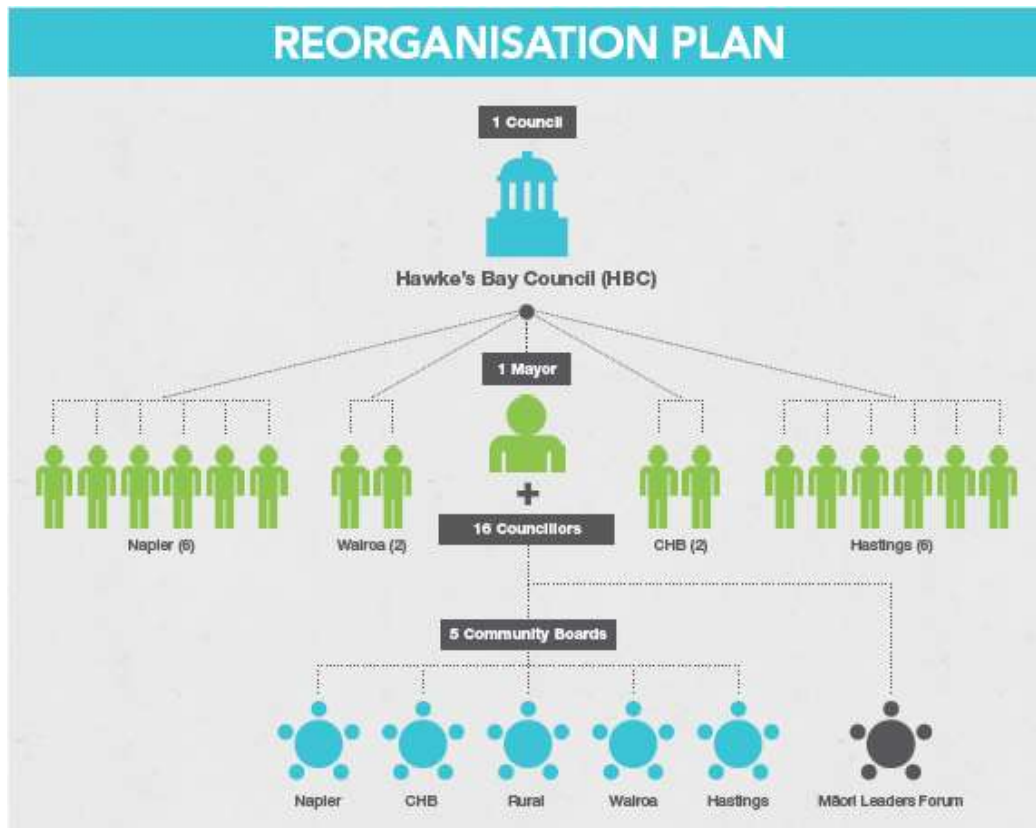 REORGANISATION PLAN
1 Council
Hawke's Bay Council (HBC)
1 Mayor
+
16 Councillors
Napier (6)
Wairoa (2)
CHB (2)
Hastings (6)
5 Community Boards
Napier
CHB
Rural
Wairoa
Hastings
Māori Leaders Forum